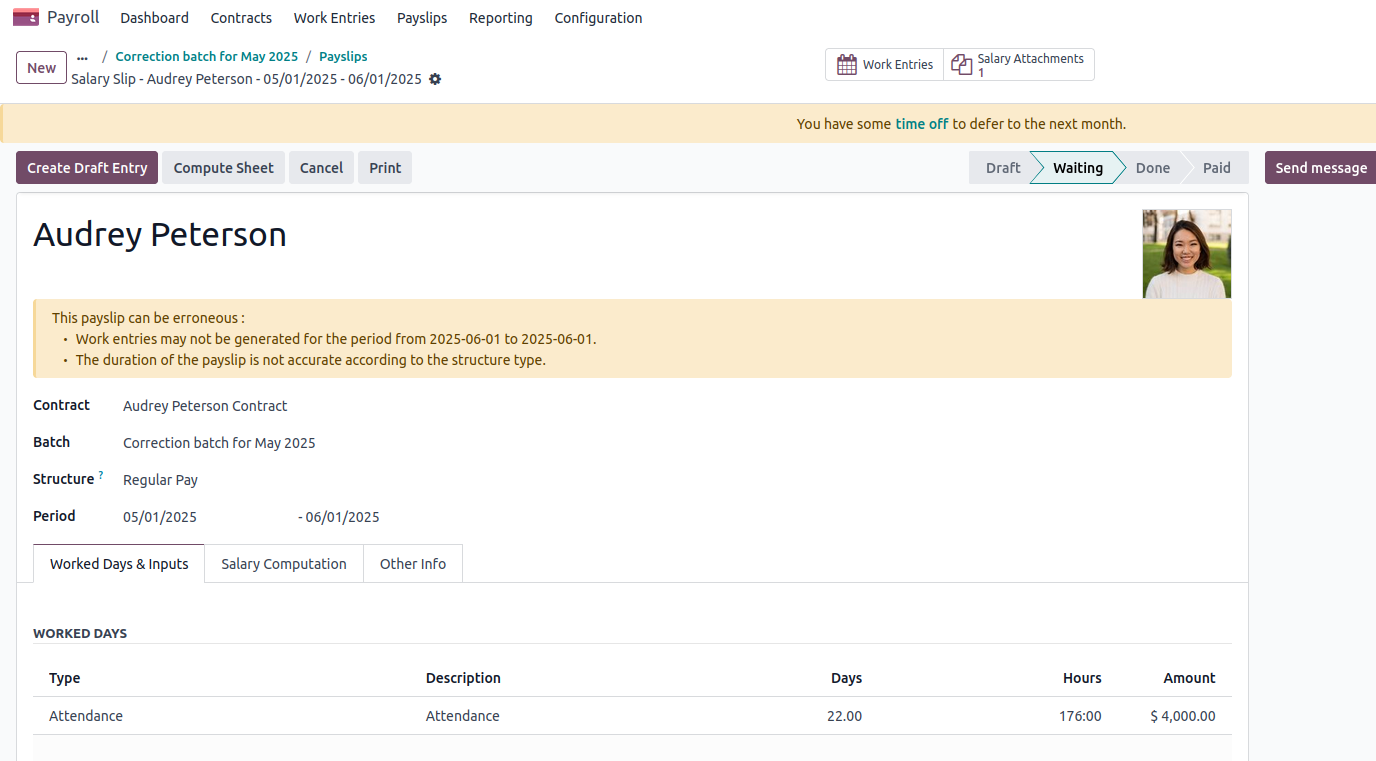 Payroll Dashboard Contracts Work Entries Payslips Reporting Configuration
New ... / Correction batch for May 2025 / Payslips
Salary Slip - Audrey Peterson - 05/01/2025 - 06/01/2025
Work Entries Salary Attachments
1
You have some time off to defer to the next month.
Create Draft Entry Compute Sheet Cancel Print Draft Waiting Done Paid Send message
Audrey Peterson
This payslip can be erroneous :
• Work entries may not be generated for the period from 2025-06-01 to 2025-06-01.
• The duration of the payslip is not accurate according to the structure type.
Contract Audrey Peterson Contract
Batch Correction batch for May 2025
Structure ? Regular Pay
Period 05/01/2025 - 06/01/2025
Worked Days & Inputs Salary Computation Other Info
WORKED DAYS
Type Description Days Hours Amount
Attendance Attendance 22.00 176:00 $ 4,000.00